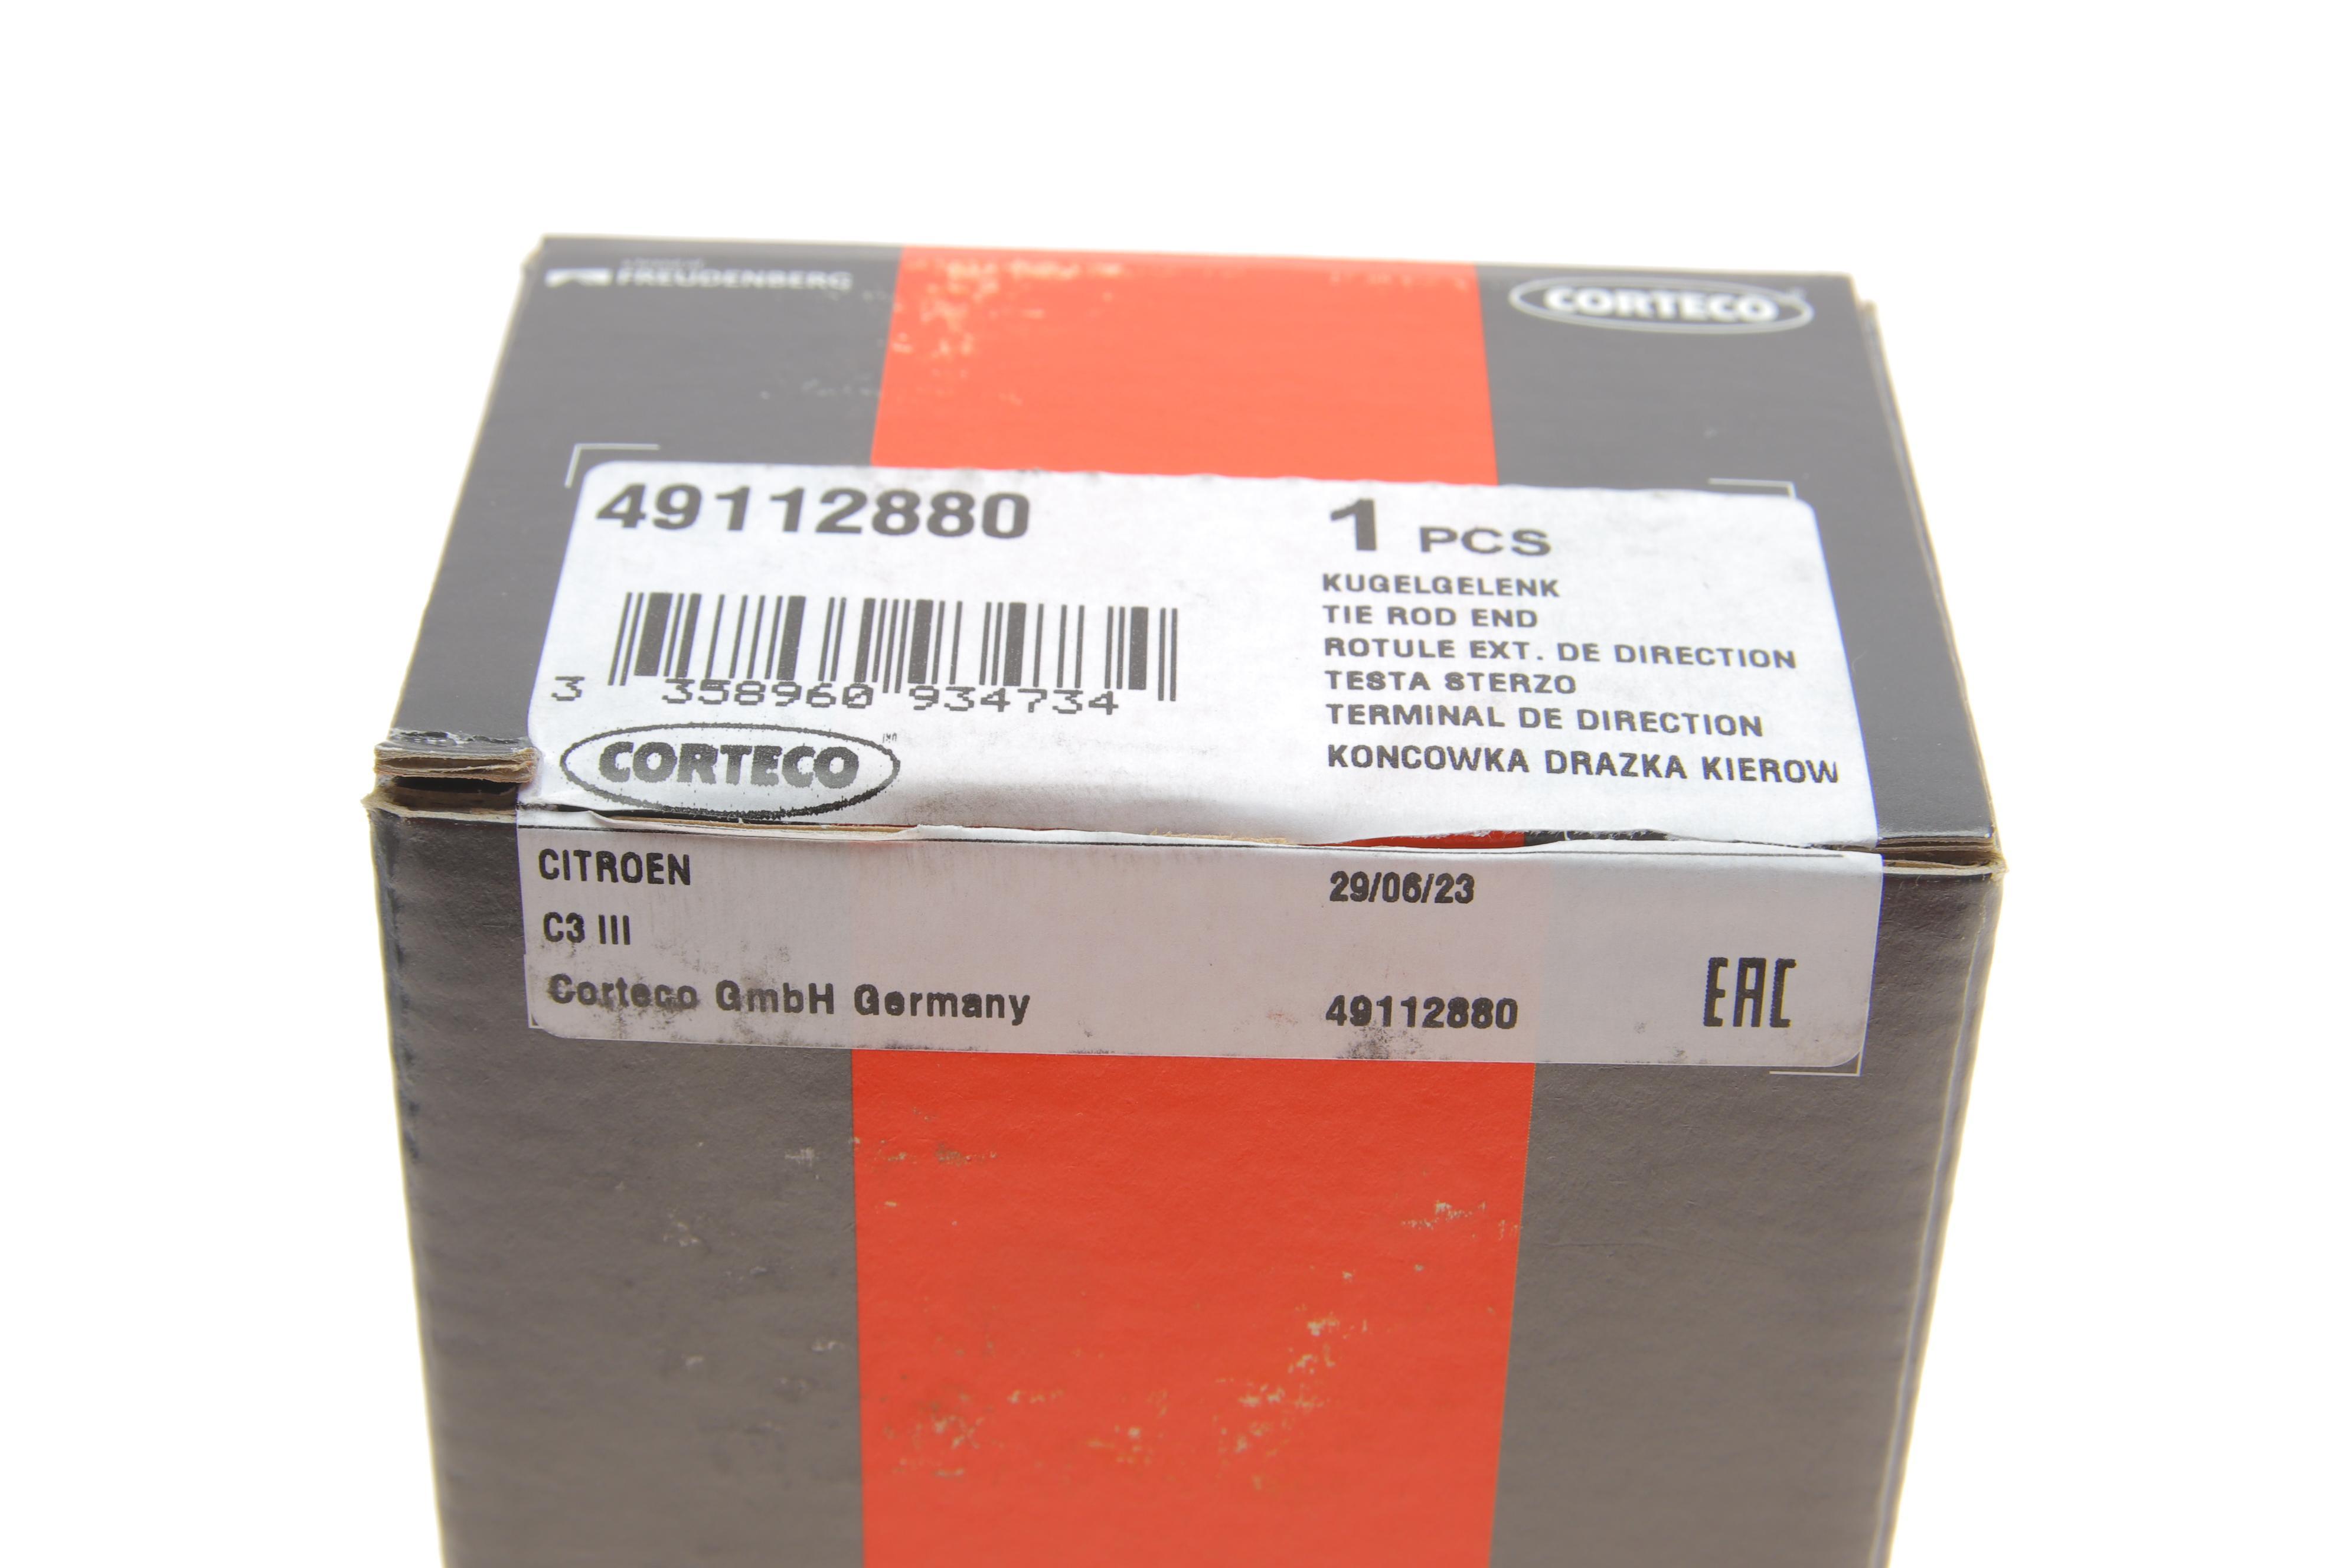 FREUDENBERG
CORTECO
49112880
1 PCS
KUGELGELENK
TIE ROD END
ROTULE EXT. DE DIRECTION
TESTA STERZO
TERMINAL DE DIRECTION
KONCOWKA DRAZKA KIEROW
3 358960 934734
CORTECO
CITROEN
29/06/23
C3 III
Corteco GmbH Germany
49112880
EAC